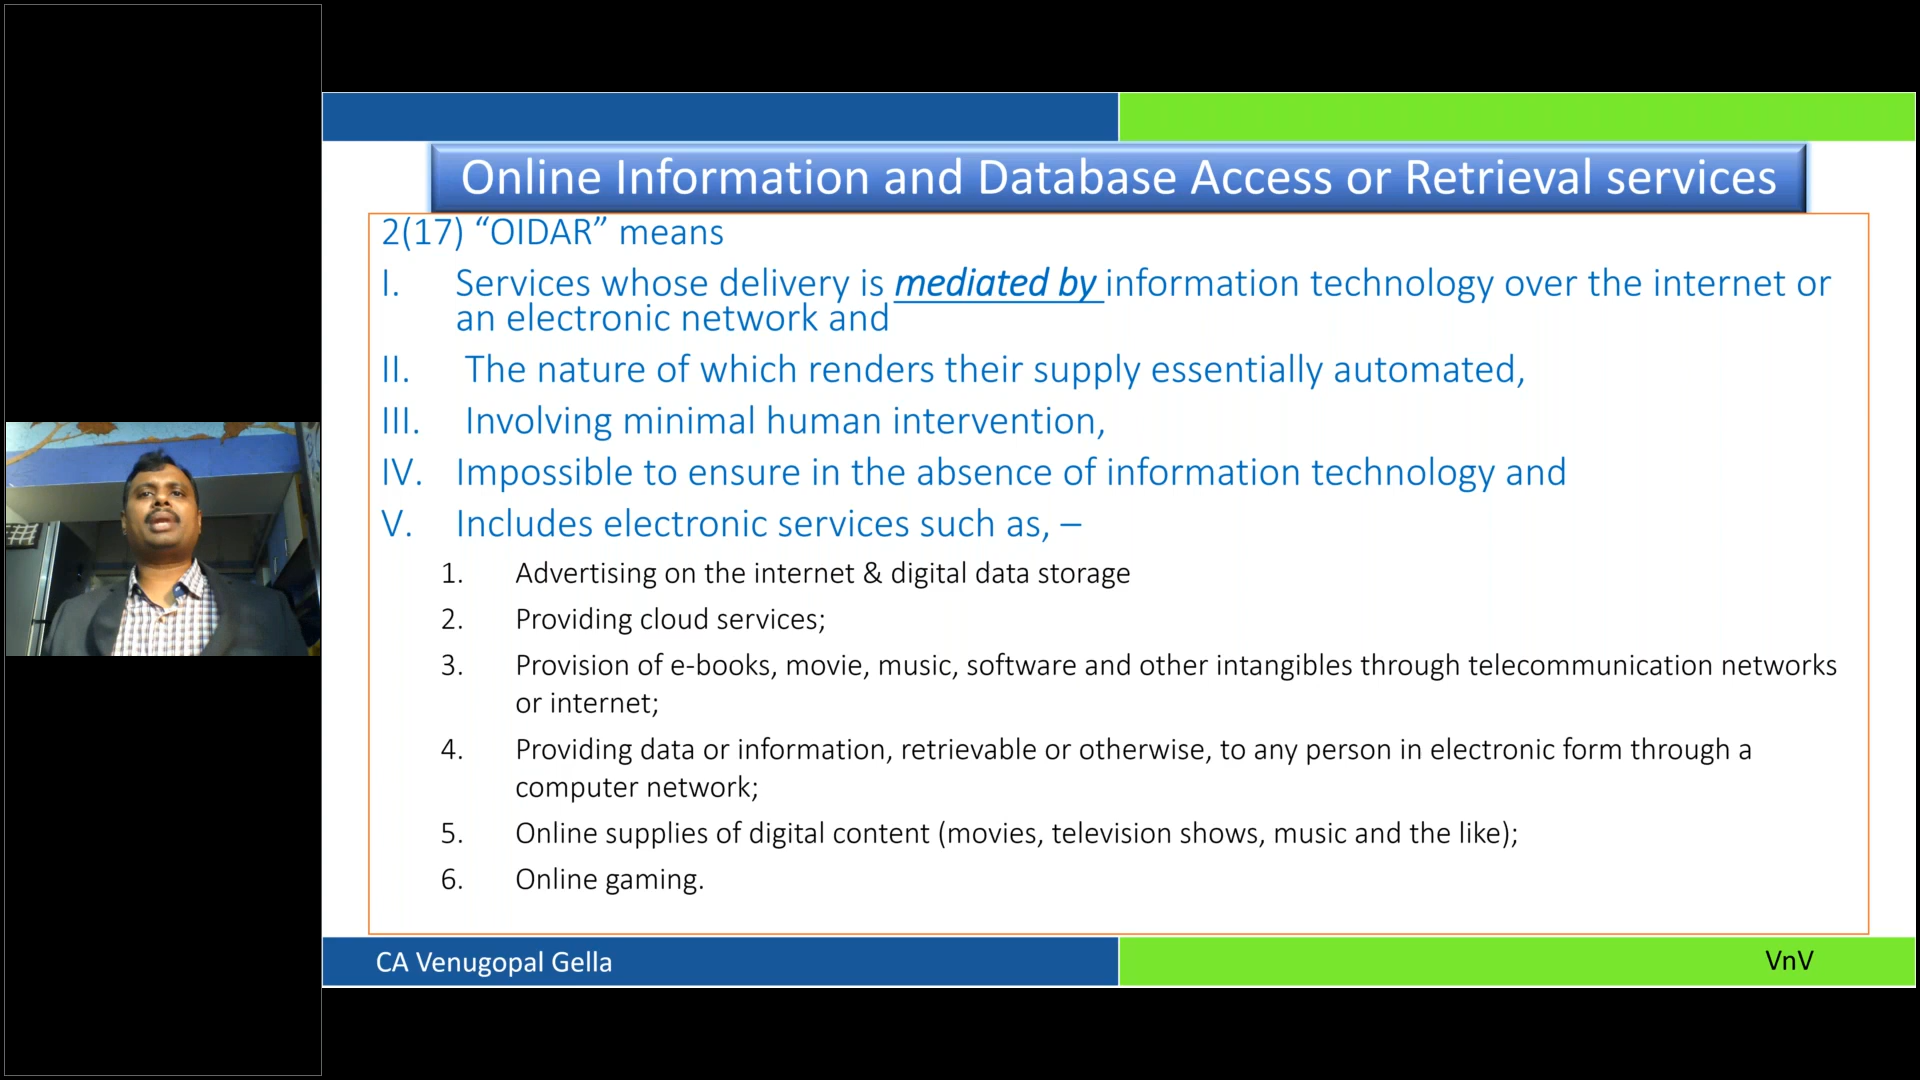 Online Information and Database Access or Retrieval services
2(17) “OIDAR” means
I. Services whose delivery is mediated by information technology over the internet or
an electronic network and
II. The nature of which renders their supply essentially automated,
III. Involving minimal human intervention,
IV. Impossible to ensure in the absence of information technology and
V. Includes electronic services such as, –
1. Advertising on the internet & digital data storage
2. Providing cloud services;
3. Provision of e-books, movie, music, software and other intangibles through telecommunication networks
or internet;
4. Providing data or information, retrievable or otherwise, to any person in electronic form through a
computer network;
5. Online supplies of digital content (movies, television shows, music and the like);
6. Online gaming.
CA Venugopal Gella
VnV